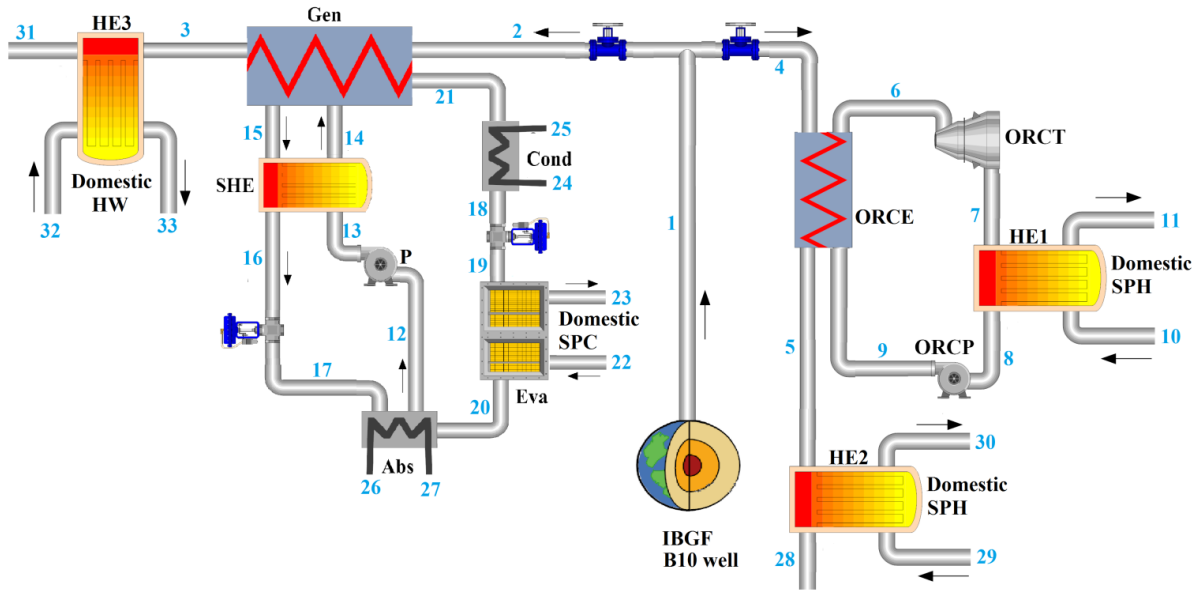 Gen
HE3
31
3
2
4
21
6
15
14
25
Cond
24
ORCT
SHE
Domestic
HW
32
33
13
18
ORCE
7
11
HE1
Domestic
SPH
16
P
19
1
10
23
Domestic
SPC
22
12
5
9
ORCP
8
17
Eva
20
Abs
26
27
HE2
30
Domestic
SPH
IBGF
B10 well
28
29